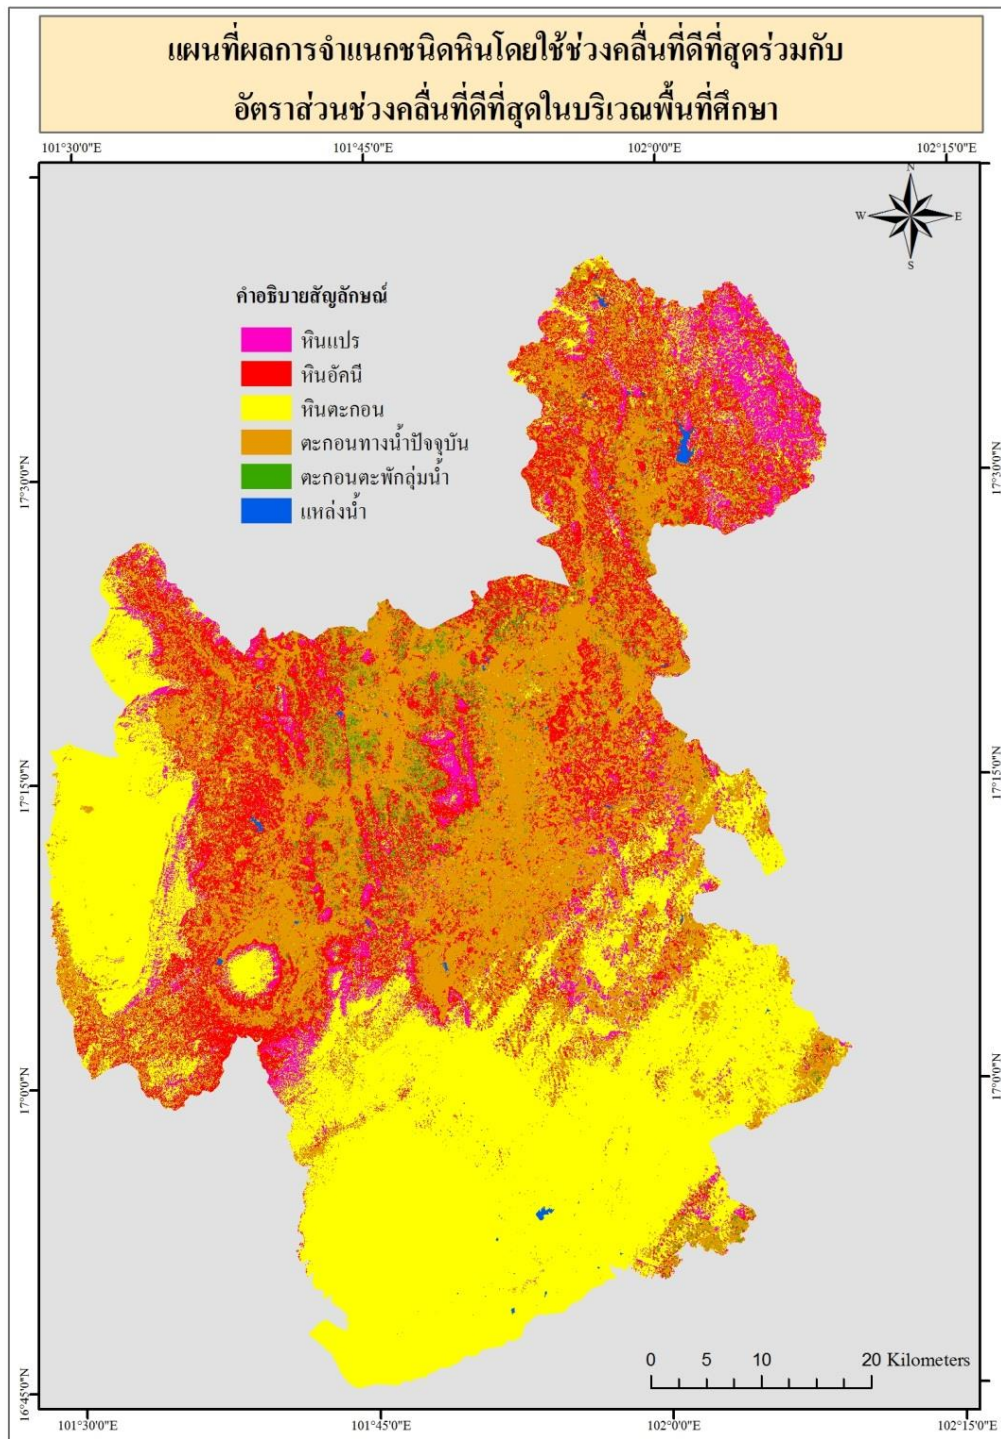 แผนที่ผลการจำแนกชนิดหินโดยใช้ช่วงคลื่นที่ดีที่สุดร่วมกับ
อัตราส่วนช่วงคลื่นที่ดีที่สุดในบริเวณพื้นที่ศึกษา
101°30'0"E 101°45'0"E 102°0'0"E 102°15'0"E
N
W E
S
คำอธิบายสัญลักษณ์
หินแปร
หินอัคนี
หินตะกอน
ตะกอนทางน้ำปัจจุบัน
ตะกอนตะพักลุ่มน้ำ
แหล่งน้ำ
17°30'0"N 17°30'0"N
17°15'0"N 17°15'0"N
17°0'0"N 17°0'0"N
0 5 10 20 Kilometers
16°45'0"N
101°30'0"E 101°45'0"E 102°0'0"E 102°15'0"E